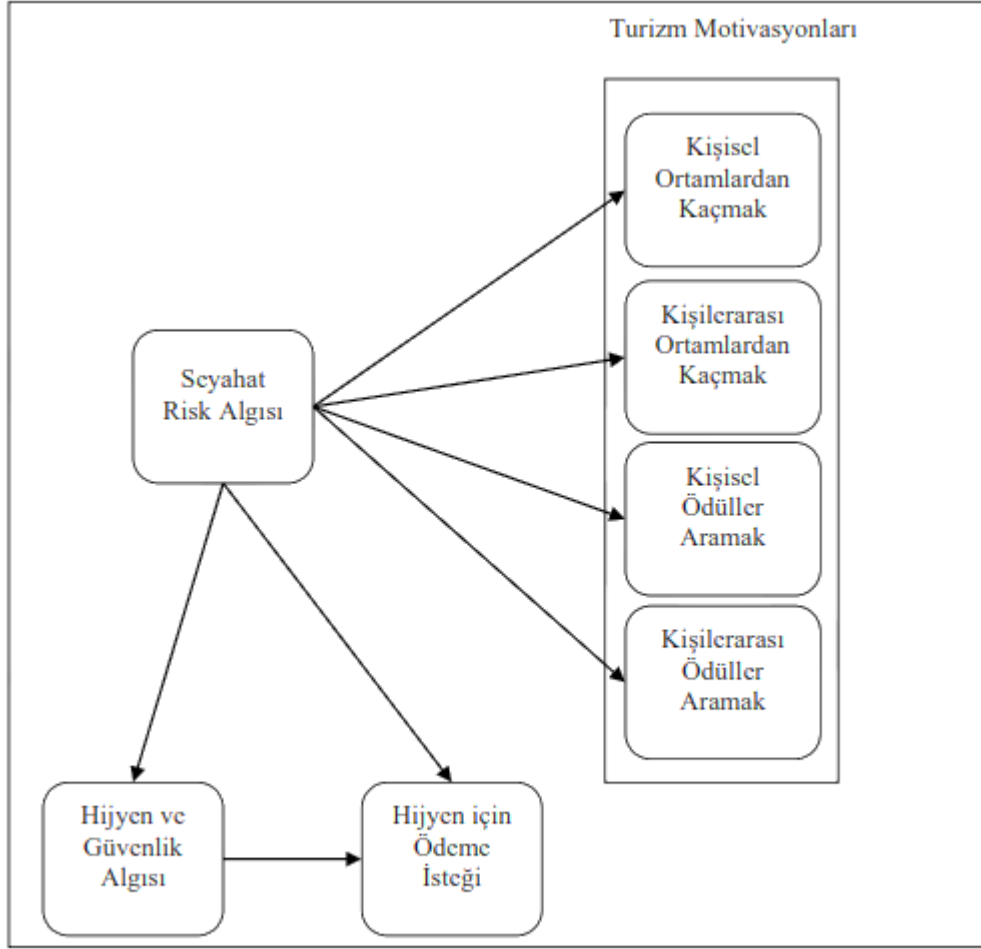 Turizm Motivasyonları
Kişisel
Ortamlardan
Kaçmak
Kişilerarası
Ortamlardan
Kaçmak
Seyahat
Risk Algısı
Kişisel
Ödüller
Aramak
Kişilerarası
Ödüller
Aramak
Hijyen ve
Güvenlik
Algısı
Hijyen için
Ödeme
İsteği